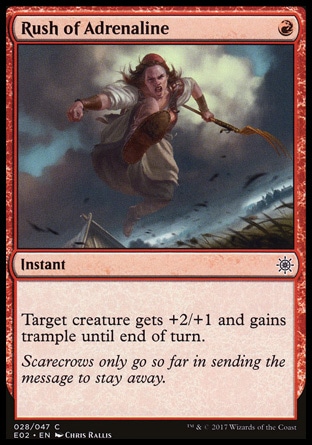 Rush of Adrenaline
Instant
Target creature gets +2/+1 and gains
trample until end of turn.
Scarecrows only go so far in sending the
message to stay away.
028/047 C
E02 • EN Chris Rallis
™ & © 2017 Wizards of the Coast